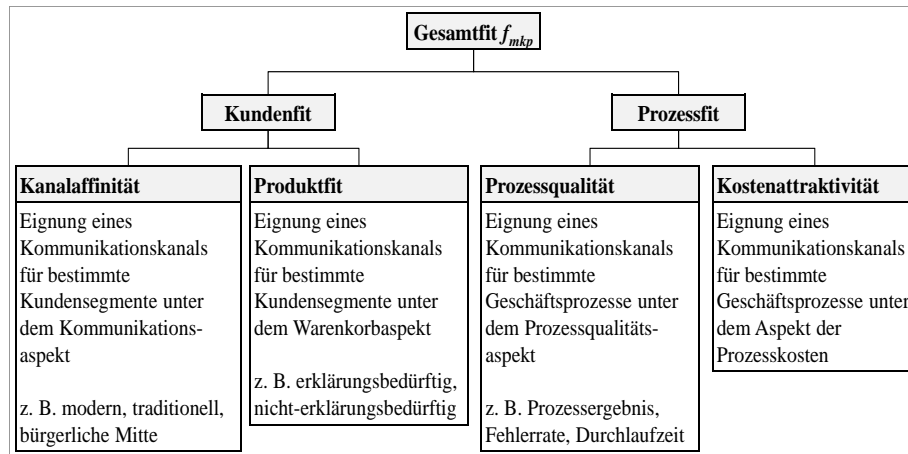 Gesamtfit f_mkp
Kundenfit
Prozessfit
Kanalaffinität
Eignung eines
Kommunikationskanals
für bestimmte
Kundensegmente unter
dem Kommunikations-
aspekt
z. B. modern, traditionell,
bürgerliche Mitte
Produktfit
Eignung eines
Kommunikationskanals
für bestimmte
Kundensegmente unter
dem Warenkorbaspekt
z. B. erklärungsbedürftig,
nicht-erklärungsbedürftig
Prozessqualität
Eignung eines
Kommunikationskanals
für bestimmte
Geschäftsprozesse unter
dem Prozessqualitäts-
aspekt
z. B. Prozessergebnis,
Fehlerrate, Durchlaufzeit
Kostenattraktivität
Eignung eines
Kommunikationskanals
für bestimmte
Geschäftsprozesse unter
dem Aspekt der
Prozesskosten